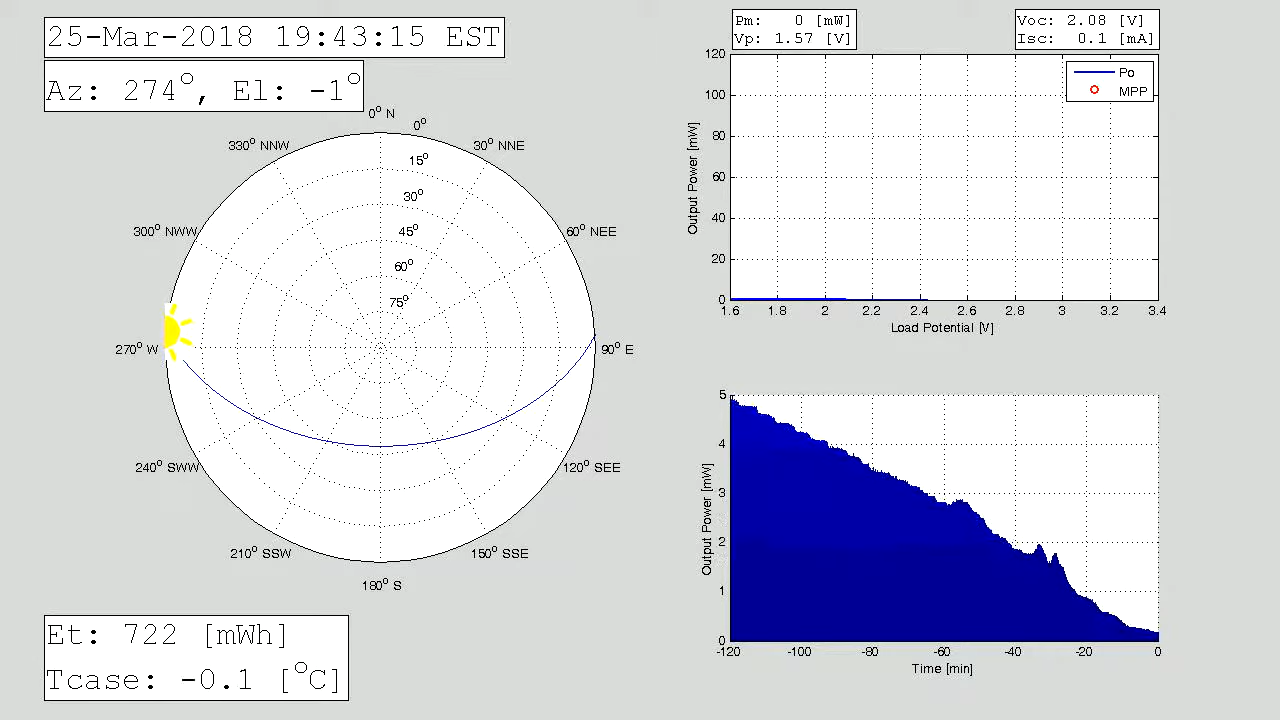 25-Mar-2018 19:43:15 EST
Az: 274°, El: -1°
0° N
0°
330° NNW
15°
30° NNE
30°
300° NWW
45°
60° NEE
60°
75°
270° W
90° E
240° SWW
120° SEE
210° SSW
150° SSE
180° S
Et: 722 [mWh]
Tcase: -0.1 [°C]
Pm: 0 [mW]
Vp: 1.57 [V]
Voc: 2.08 [V]
Isc: 0.1 [mA]
Po
MPP
120
100
80
60
40
20
0
Output Power [mW]
1.6 1.8 2 2.2 2.4 2.6 2.8 3 3.2 3.4
Load Potential [V]
5
4
3
2
1
0
Output Power [mW]
-120 -100 -80 -60 -40 -20 0
Time [min]